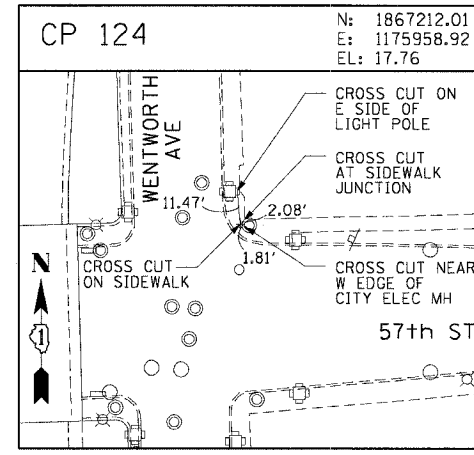 CP 124
N: 1867212.01
E: 1175958.92
EL: 17.76
WENTWORTH
AVE
CROSS CUT ON
E SIDE OF
LIGHT POLE
CROSS CUT
AT SIDEWALK
JUNCTION
11.47'
2.08'
1.81'
CROSS CUT
ON SIDEWALK
CROSS CUT NEAR
W EDGE OF
CITY ELEC MH
N
1
57th ST